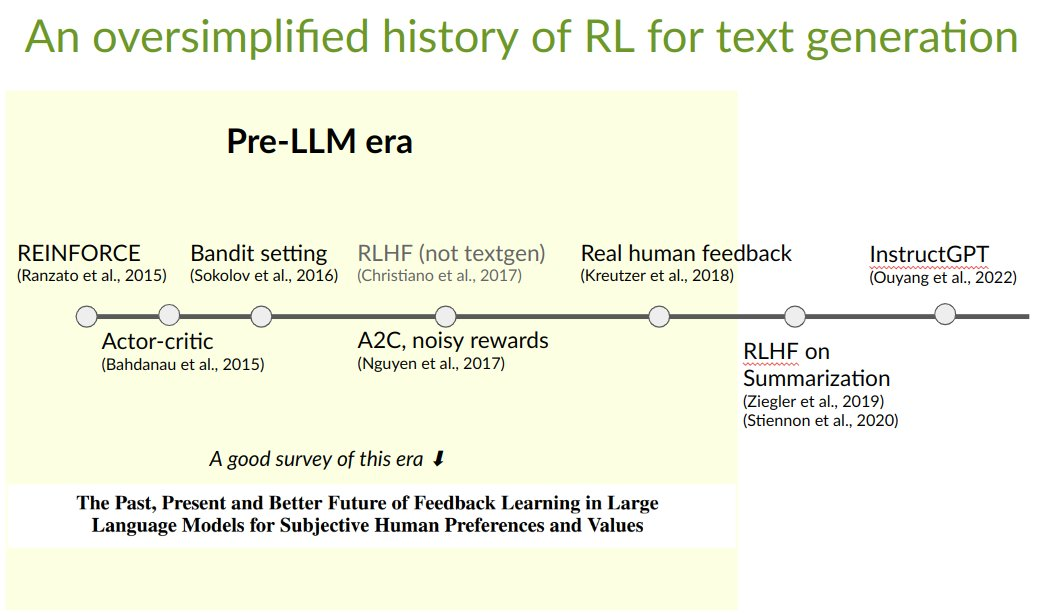 An oversimplified history of RL for text generation
Pre-LLM era
REINFORCE
(Ranzato et al., 2015)
Bandit setting
(Sokolov et al., 2016)
RLHF (not textgen)
(Christiano et al., 2017)
Real human feedback
(Kreutzer et al., 2018)
InstructGPT
(Ouyang et al., 2022)
Actor-critic
(Bahdanau et al., 2015)
A2C, noisy rewards
(Nguyen et al., 2017)
RLHF on
Summarization
(Ziegler et al., 2019)
(Stiennon et al., 2020)
A good survey of this era ⬇
The Past, Present and Better Future of Feedback Learning in Large
Language Models for Subjective Human Preferences and Values